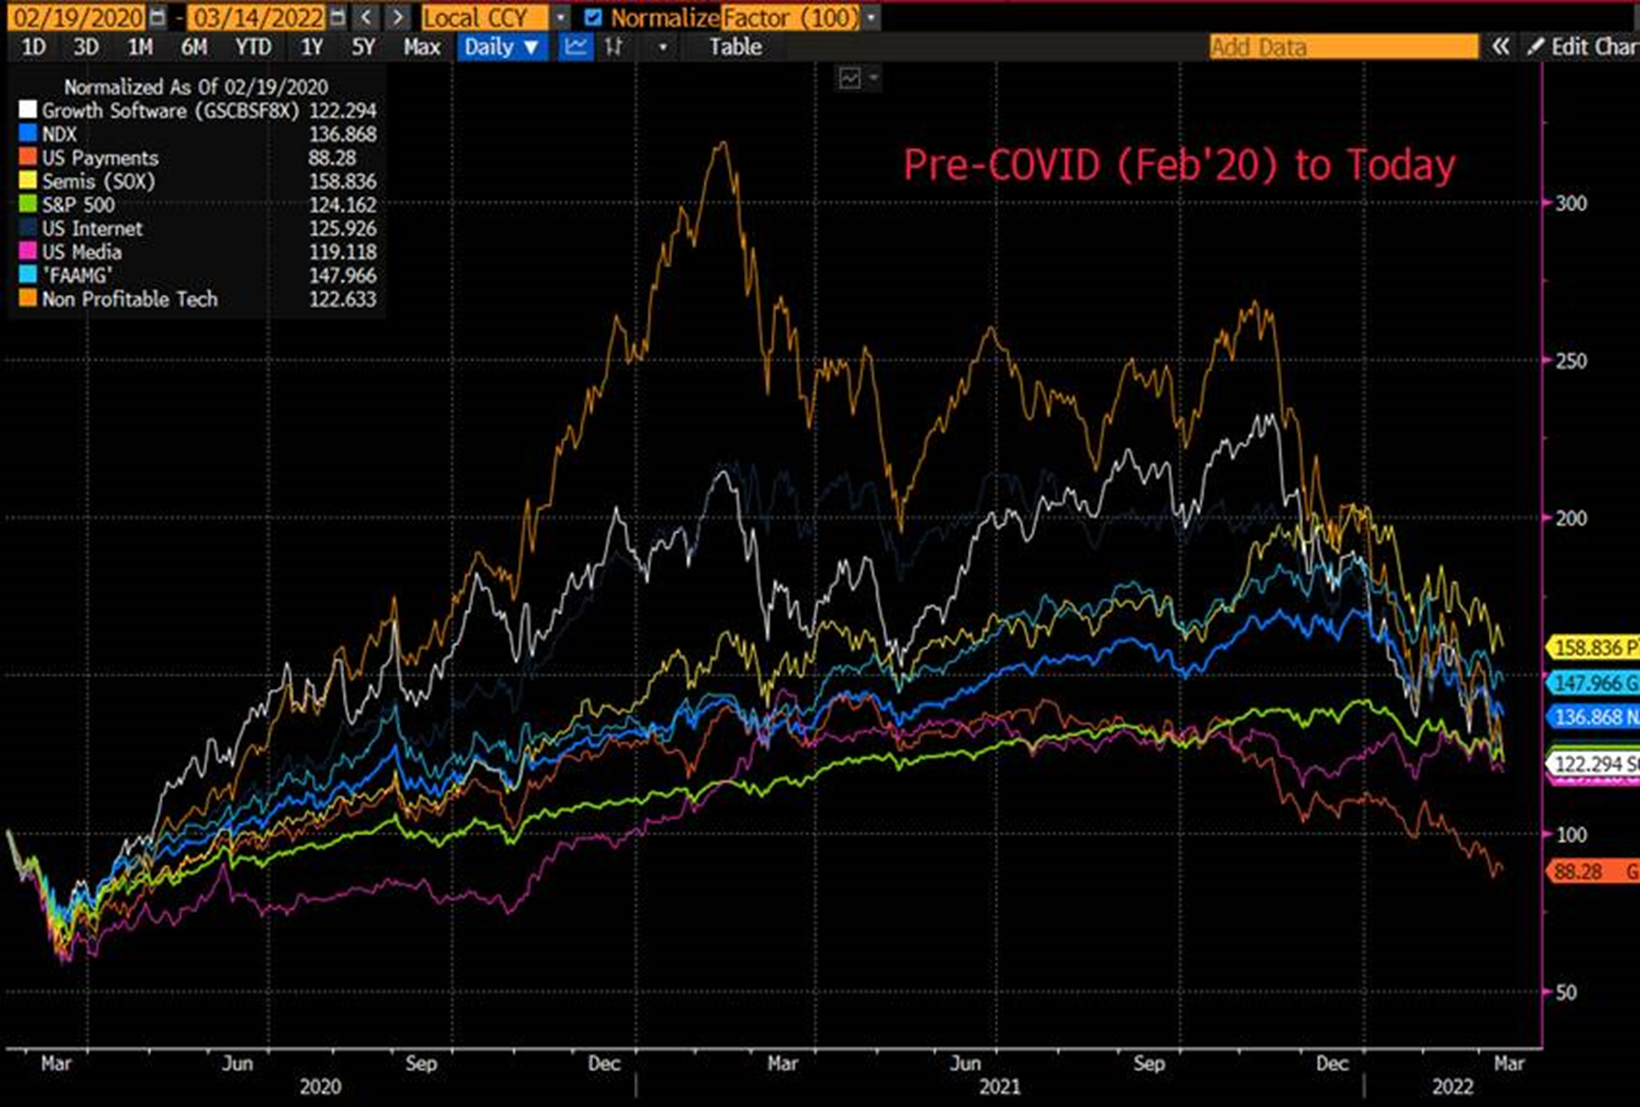 02/19/2020 - 03/14/2022 < > Local CCY Normalize Factor (100)
1D 3D 1M 6M YTD 1Y 5Y Max Daily ▼ Table Add Data « Edit Char
Normalized As Of 02/19/2020
Growth Software (GSCBSF8X) 122.294
NDX 136.868
US Payments 88.28
Semis (SOX) 158.836
S&P 500 124.162
US Internet 125.926
US Media 119.118
'FAAMG' 147.966
Non Profitable Tech 122.633
Pre-COVID (Feb'20) to Today
300
250
200
158.836 P
147.966 G
136.868 N
122.294 S
100
88.28 G
50
Mar Jun Sep Dec Mar Jun Sep Dec Mar
2020 2021 2022